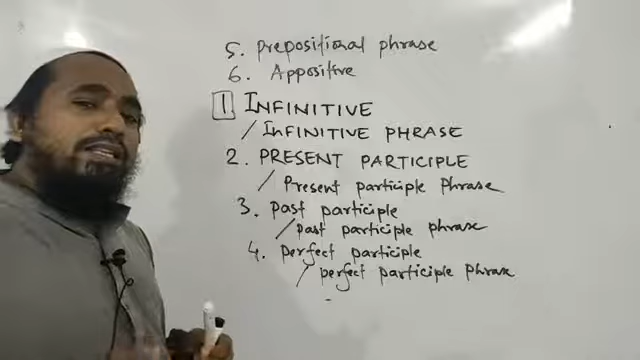 5. Prepositional phrase
6. Appositive
1 INFINITIVE
/ INFINITIVE PHRASE
2. PRESENT PARTICIPLE
/ Present participle phrase
3. past participle
/ past participle phrase
4. perfect participle
/ perfect participle phrase